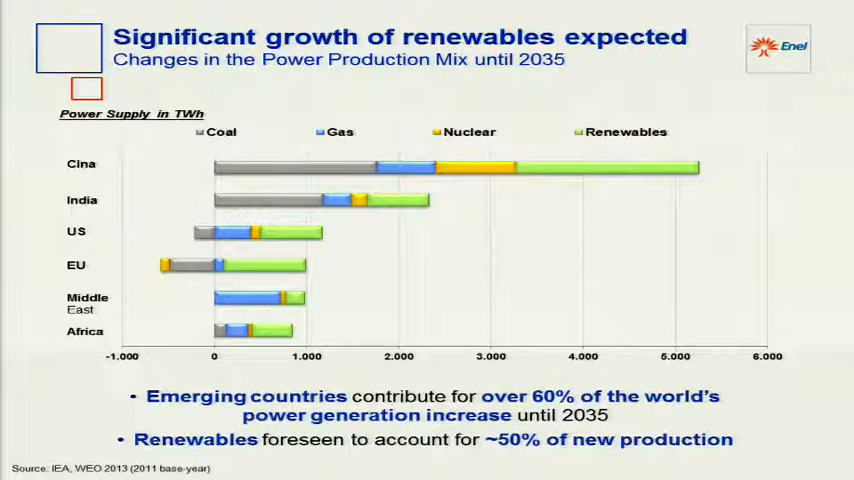 Significant growth of renewables expected
Changes in the Power Production Mix until 2035
Enel
Power Supply in TWh
Coal Gas Nuclear Renewables
Cina
India
US
EU
Middle
East
Africa
-1.000 0 1.000 2.000 3.000 4.000 5.000 6.000
• Emerging countries contribute for over 60% of the world's
power generation increase until 2035
• Renewables foreseen to account for ~50% of new production
Source: IEA, WEO 2013 (2011 base-year)